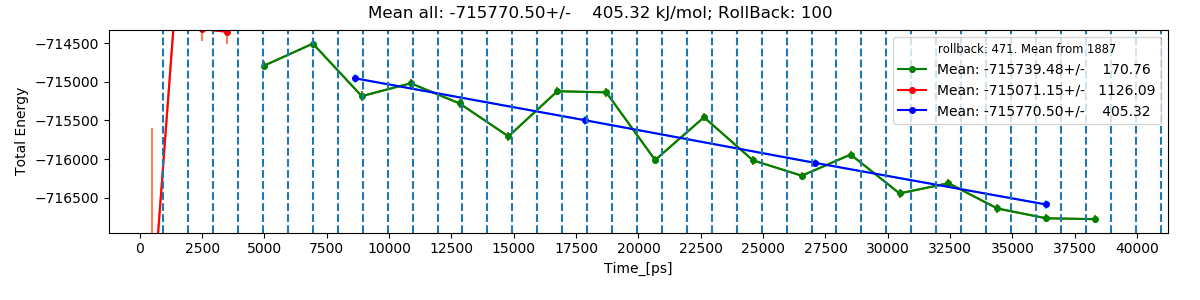 Mean all: -715770.50+/-    405.32 kJ/mol; RollBack: 100
Total Energy
−714500
−715000
−715500
−716000
−716500
rollback: 471. Mean from 1887
Mean: -715739.48+/-    170.76
Mean: -715071.15+/-   1126.09
Mean: -715770.50+/-    405.32
0 2500 5000 7500 10000 12500 15000 17500 20000 22500 25000 27500 30000 32500 35000 37500 40000
Time_[ps]